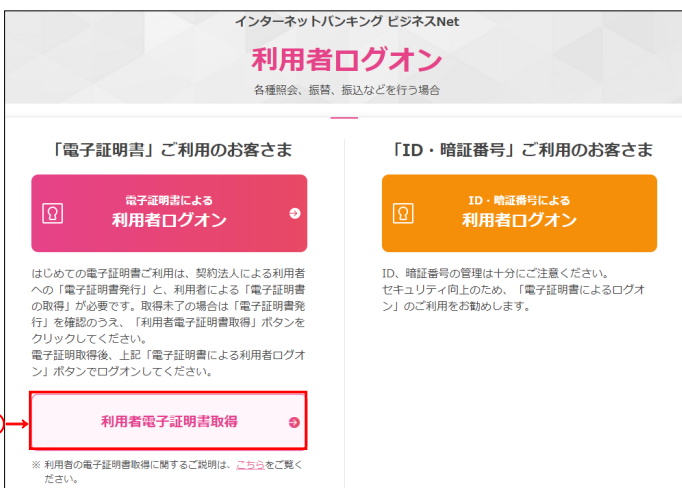 インターネットバンキング ビジネスNet
利用者ログオン
各種照会、振替、振込などを行う場合
「電子証明書」ご利用のお客さま
電子証明書による
利用者ログオン
はじめての電子証明書ご利用は、契約法人による利用者
への「電子証明書発行」と、利用者による「電子証明書
の取得」が必要です。取得未了の場合は「電子証明書発
行」を確認のうえ、「利用者電子証明書取得」ボタンを
クリックしてください。
電子証明取得後、上記「電子証明書による利用者ログオ
ン」ボタンでログオンしてください。
利用者電子証明書取得
※ 利用者の電子証明書取得に関するご説明は、こちらをご覧く
ださい。
「ID・暗証番号」ご利用のお客さま
ID・暗証番号による
利用者ログオン
ID、暗証番号の管理は十分にご注意ください。
セキュリティ向上のため、「電子証明書によるログオ
ン」のご利用をお勧めします。